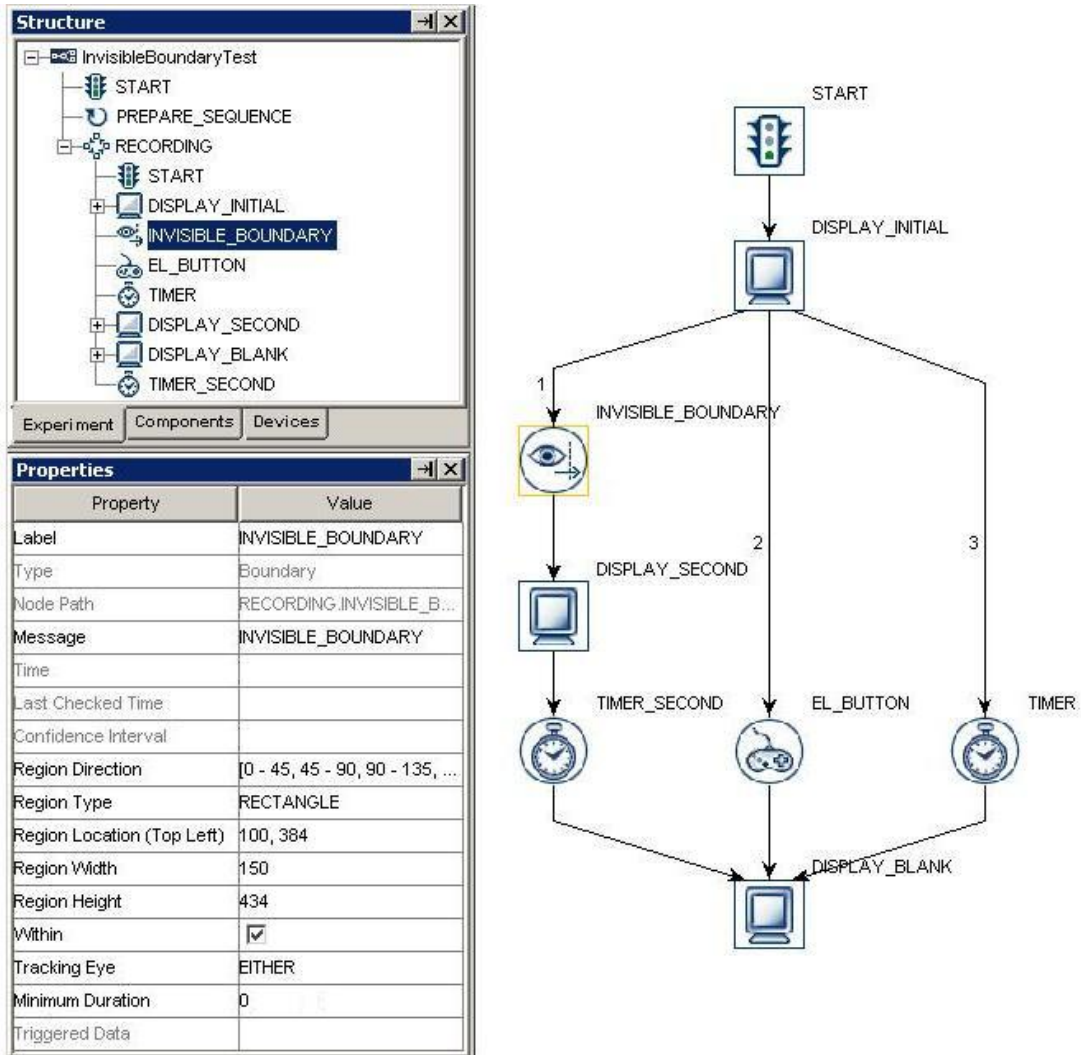 Structure
InvisibleBoundaryTest
START
PREPARE_SEQUENCE
RECORDING
START
DISPLAY_INITIAL
INVISIBLE_BOUNDARY
EL_BUTTON
TIMER
DISPLAY_SECOND
DISPLAY_BLANK
TIMER_SECOND
Experiment Components Devices
Properties
Property Value
Label INVISIBLE_BOUNDARY
Type Boundary
Node Path RECORDING.INVISIBLE_B...
Message INVISIBLE_BOUNDARY
Time
Last Checked Time
Confidence Interval
Region Direction [0 - 45, 45 - 90, 90 - 135, ...
Region Type RECTANGLE
Region Location (Top Left) 100, 384
Region Width 150
Region Height 434
Within
Tracking Eye EITHER
Minimum Duration 0
Triggered Data
START
DISPLAY_INITIAL
1
INVISIBLE_BOUNDARY
2
3
DISPLAY_SECOND
TIMER_SECOND
EL_BUTTON
TIMER
DISPLAY_BLANK